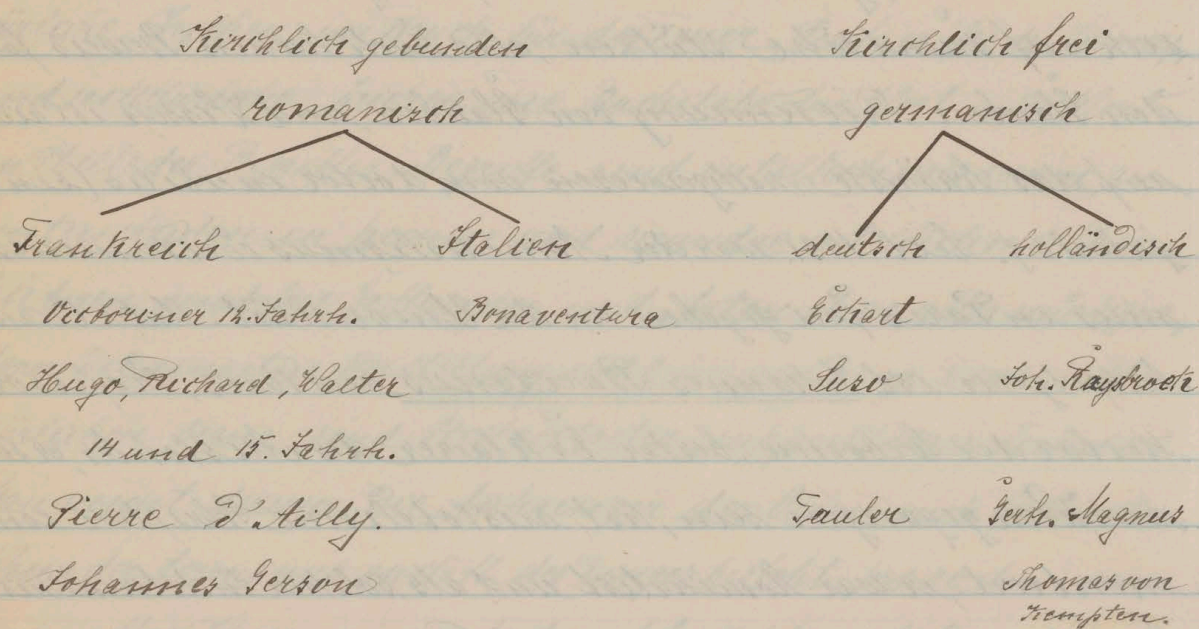 Kirchlich gebunden Kirchlich frei
romanisch germanisch
Frankreich Italien deutsch holländisch
Victoriner 12. Jahrh. Bonaventura Eckart
Hugo, Richard, Walter Suso Joh. Raysbrock
14 und 15. Jahrh.
Pierre d'Ailly. Tauler Gerh. Magnus
Johannes Gerson Thomas von
Kempten.